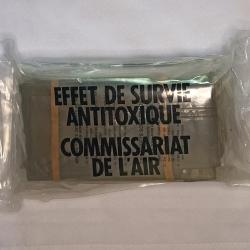 EFFET DE SURVIE
ANTITOXIQUE
COMMISSARIAT
DE L'AIR